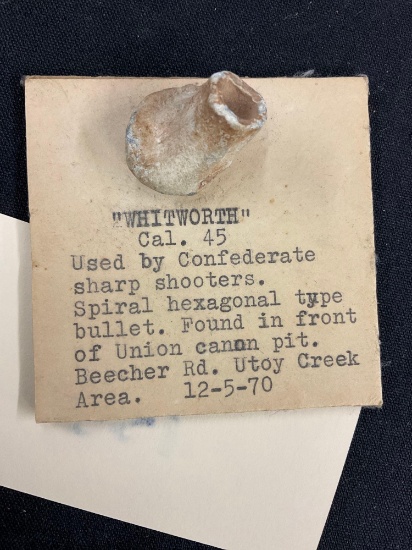 "WHITWORTH"
Cal. 45
Used by Confederate
sharp shooters.
Spiral hexagonal type
bullet. Found in front
of Union canon pit.
Beecher Rd. Utoy Creek
Area. 12-5-70